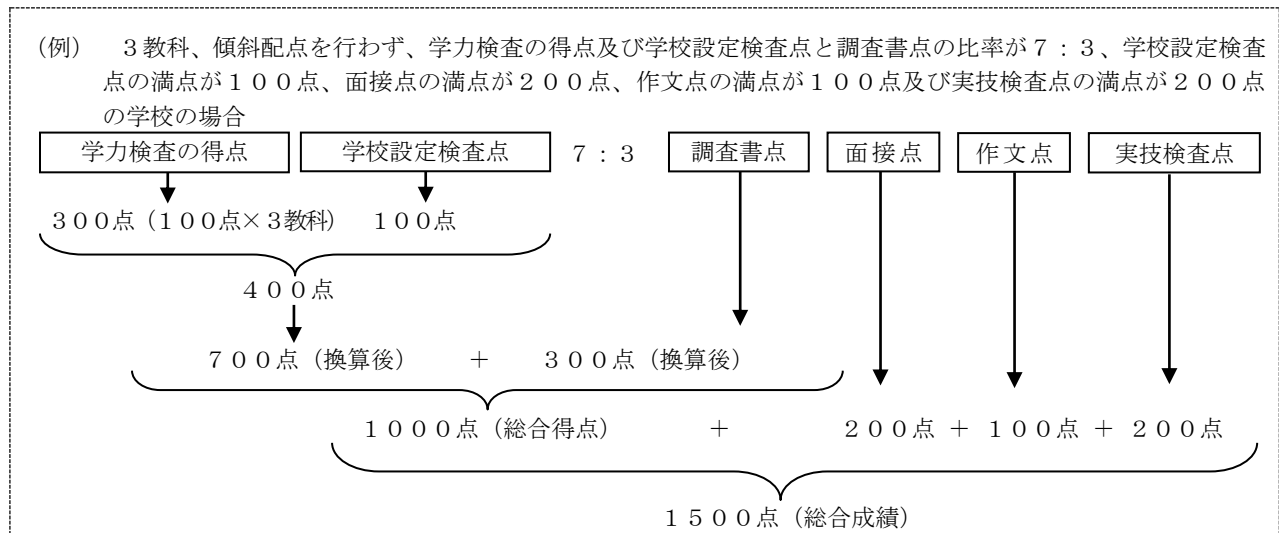 (例)　3教科、傾斜配点を行わず、学力検査の得点及び学校設定検査点と調査書点の比率が7:3、学校設定検査
点の満点が100点、面接点の満点が200点、作文点の満点が100点及び実技検査点の満点が200点
の学校の場合
学力検査の得点　学校設定検査点　7:3　調査書点　面接点　作文点　実技検査点
300点(100点×3教科)　100点
400点
700点(換算後)　+　300点(換算後)
1000点(総合得点)　+　200点 + 100点 + 200点
1500点(総合成績)